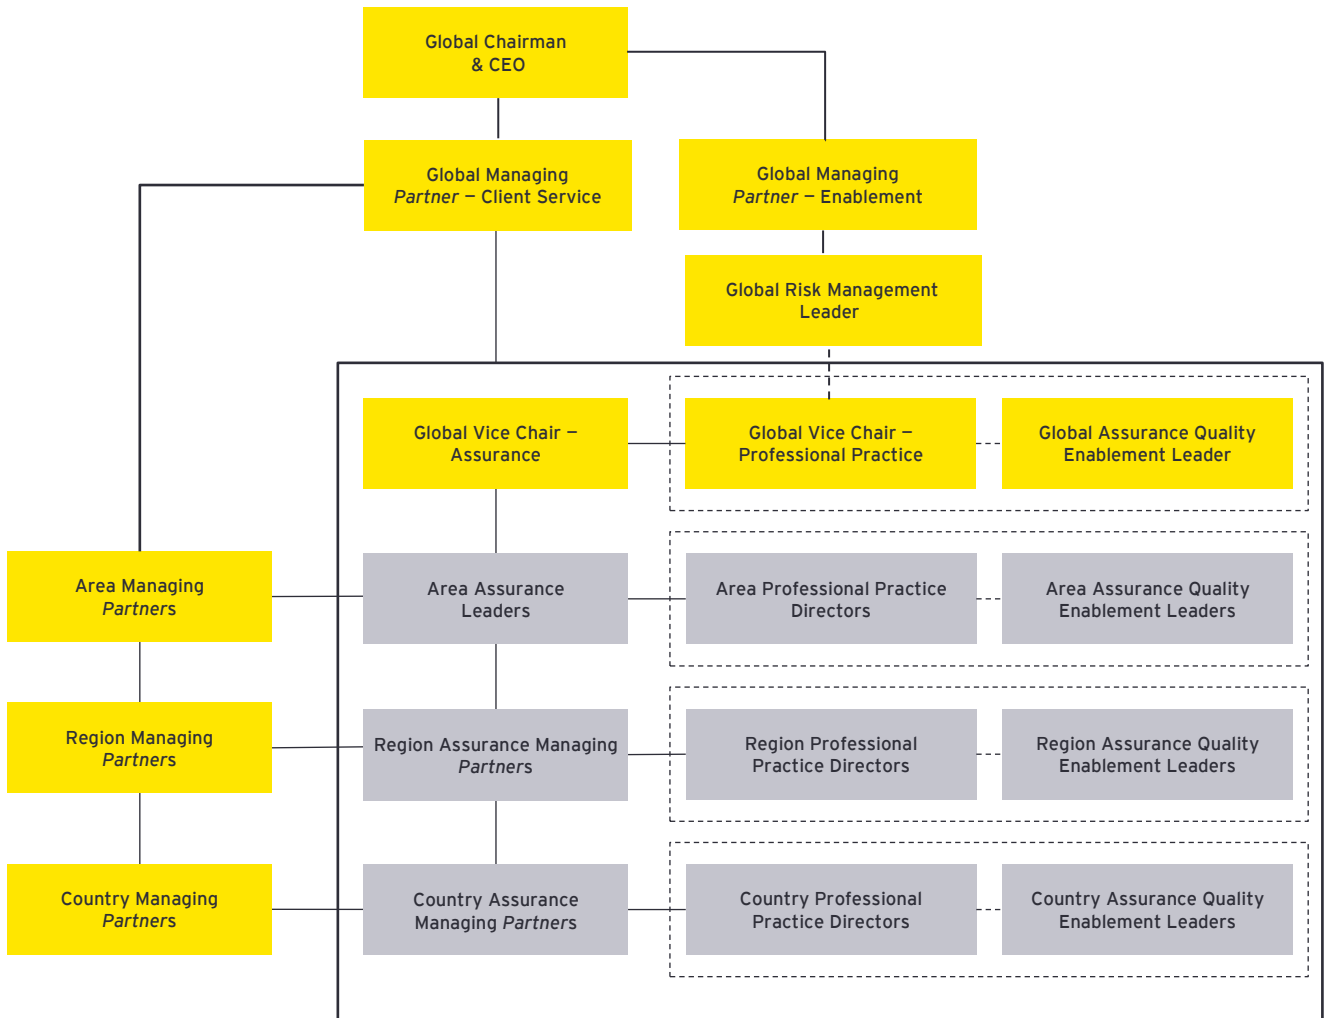 Global Chairman
& CEO
Global Managing
Partner – Client Service
Global Managing
Partner – Enablement
Global Risk Management
Leader
Global Vice Chair –
Assurance
Global Vice Chair –
Professional Practice
Global Assurance Quality
Enablement Leader
Area Managing
Partners
Area Assurance
Leaders
Area Professional Practice
Directors
Area Assurance Quality
Enablement Leaders
Region Managing
Partners
Region Assurance Managing
Partners
Region Professional
Practice Directors
Region Assurance Quality
Enablement Leaders
Country Managing
Partners
Country Assurance
Managing Partners
Country Professional
Practice Directors
Country Assurance Quality
Enablement Leaders